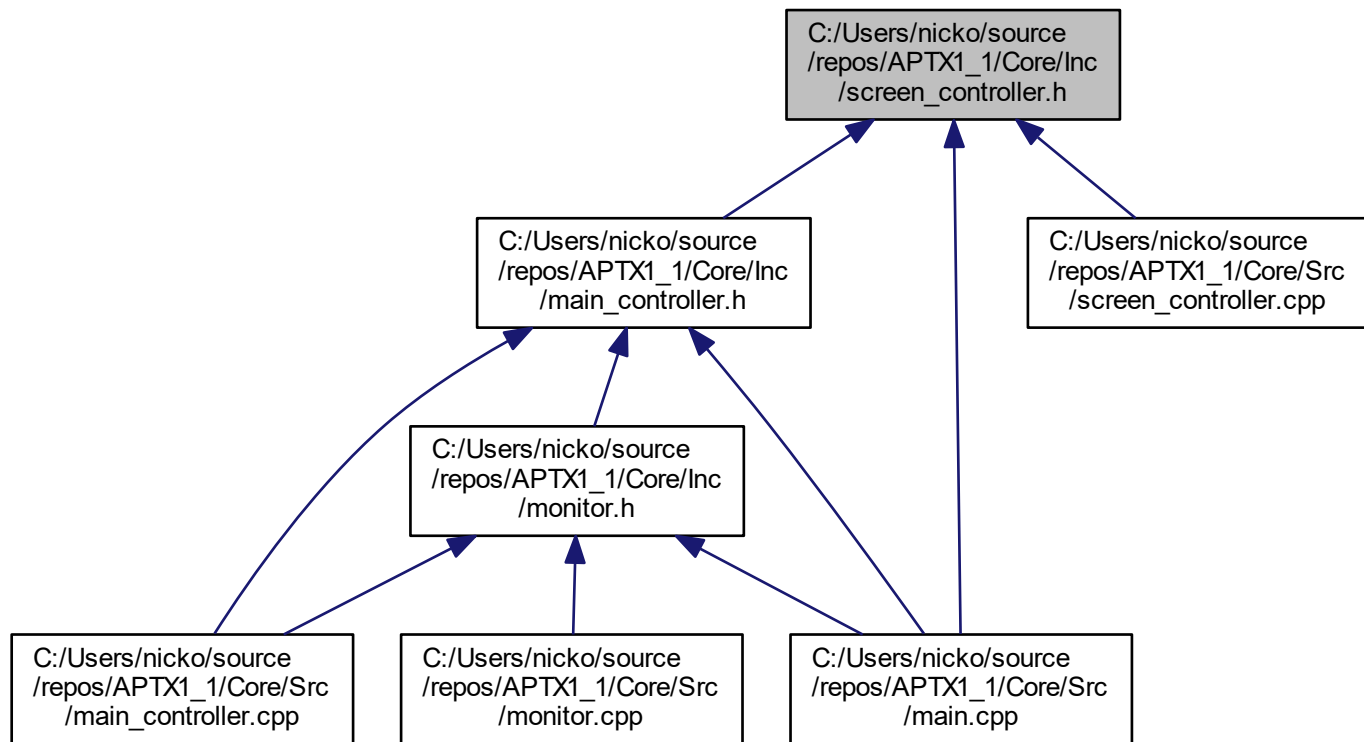 C:/Users/nicko/source
/repos/APTX1_1/Core/Inc
/screen_controller.h
C:/Users/nicko/source
/repos/APTX1_1/Core/Inc
/main_controller.h
C:/Users/nicko/source
/repos/APTX1_1/Core/Src
/screen_controller.cpp
C:/Users/nicko/source
/repos/APTX1_1/Core/Inc
/monitor.h
C:/Users/nicko/source
/repos/APTX1_1/Core/Src
/main_controller.cpp
C:/Users/nicko/source
/repos/APTX1_1/Core/Src
/monitor.cpp
C:/Users/nicko/source
/repos/APTX1_1/Core/Src
/main.cpp